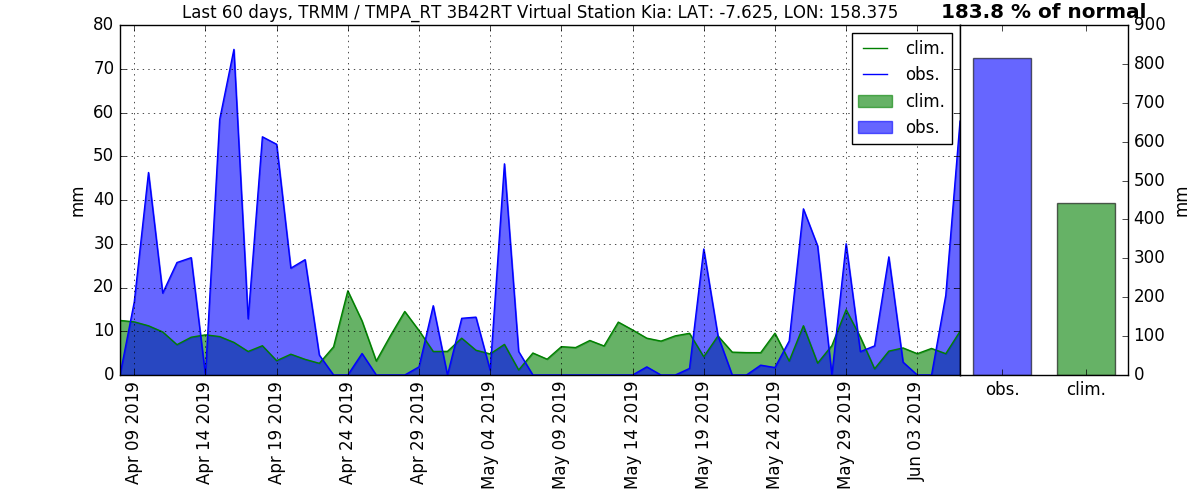 Last 60 days, TRMM / TMPA_RT 3B42RT Virtual Station Kia: LAT: -7.625, LON: 158.375
183.8 % of normal
80
70
60
50
40
30
20
10
0
mm
clim.
obs.
clim.
obs.
900
800
700
600
500
400
300
200
100
0
mm
Apr 09 2019
Apr 14 2019
Apr 19 2019
Apr 24 2019
Apr 29 2019
May 04 2019
May 09 2019
May 14 2019
May 19 2019
May 24 2019
May 29 2019
Jun 03 2019
obs.
clim.